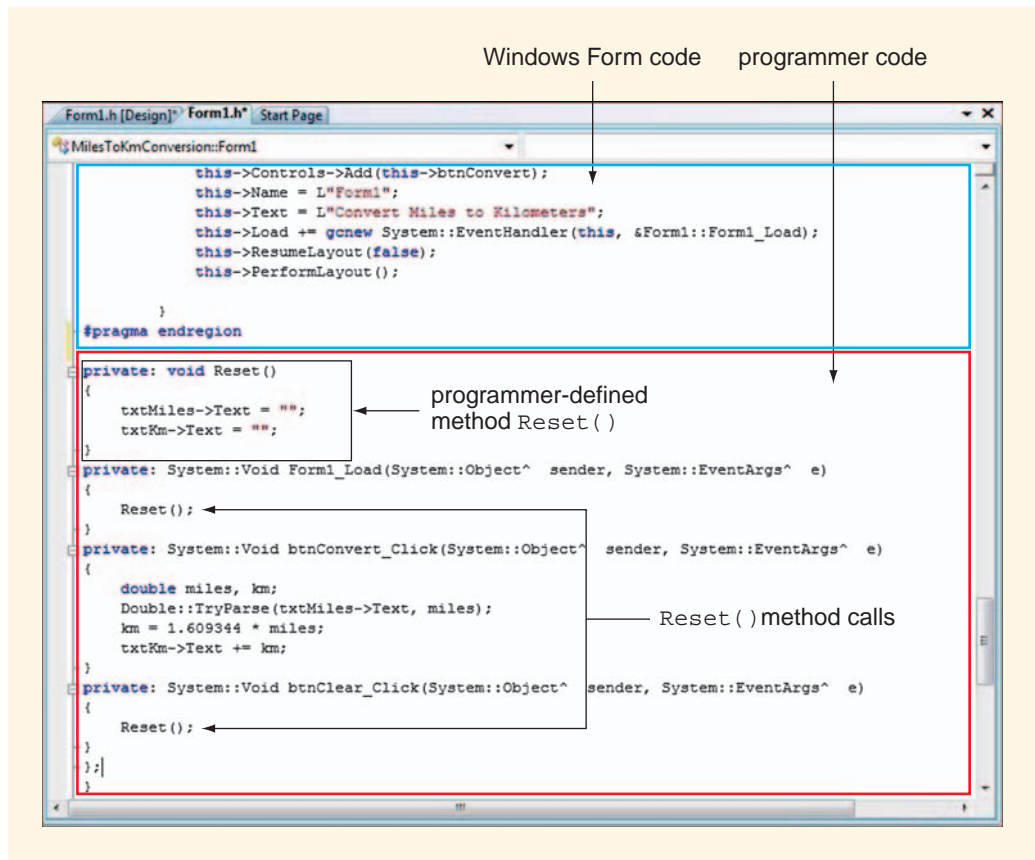 Windows Form code programmer code
Form1.h [Design]* Form1.h* Start Page
MilesToKmConversion::Form1
this->Controls->Add(this->btnConvert);
this->Name = L"Form1";
this->Text = L"Convert Miles to Kilometers";
this->Load += gcnew System::EventHandler(this, &Form1::Form1_Load);
this->ResumeLayout(false);
this->PerformLayout();
}
#pragma endregion
private: void Reset()
{
txtMiles->Text = "";
txtKm->Text = "";
}
programmer-defined
method Reset()
private: System::Void Form1_Load(System::Object^ sender, System::EventArgs^ e)
{
Reset();
}
private: System::Void btnConvert_Click(System::Object^ sender, System::EventArgs^ e)
{
double miles, km;
Double::TryParse(txtMiles->Text, miles);
km = 1.609344 * miles;
txtKm->Text += km;
}
Reset()method calls
private: System::Void btnClear_Click(System::Object^ sender, System::EventArgs^ e)
{
Reset();
}
};
}